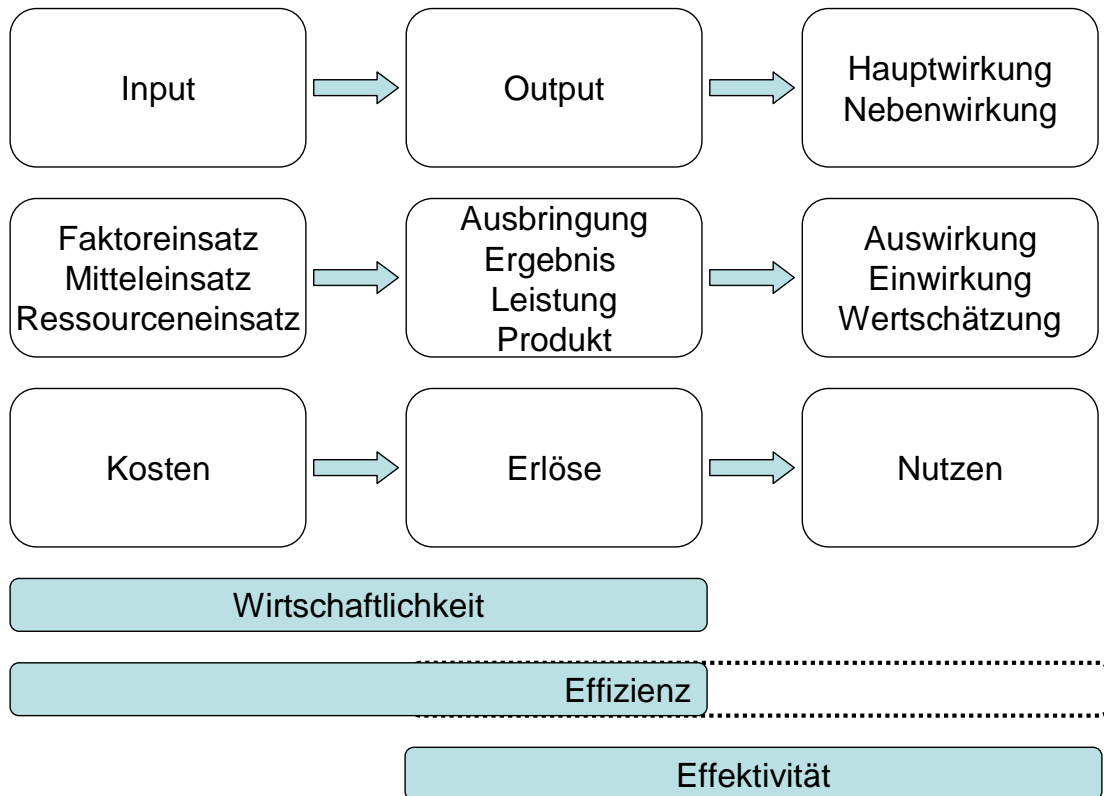 Input
Output
Hauptwirkung
Nebenwirkung
Faktoreinsatz
Mitteleinsatz
Ressourceneinsatz
Ausbringung
Ergebnis
Leistung
Produkt
Auswirkung
Einwirkung
Wertschätzung
Kosten
Erlöse
Nutzen
Wirtschaftlichkeit
Effizienz
Effektivität